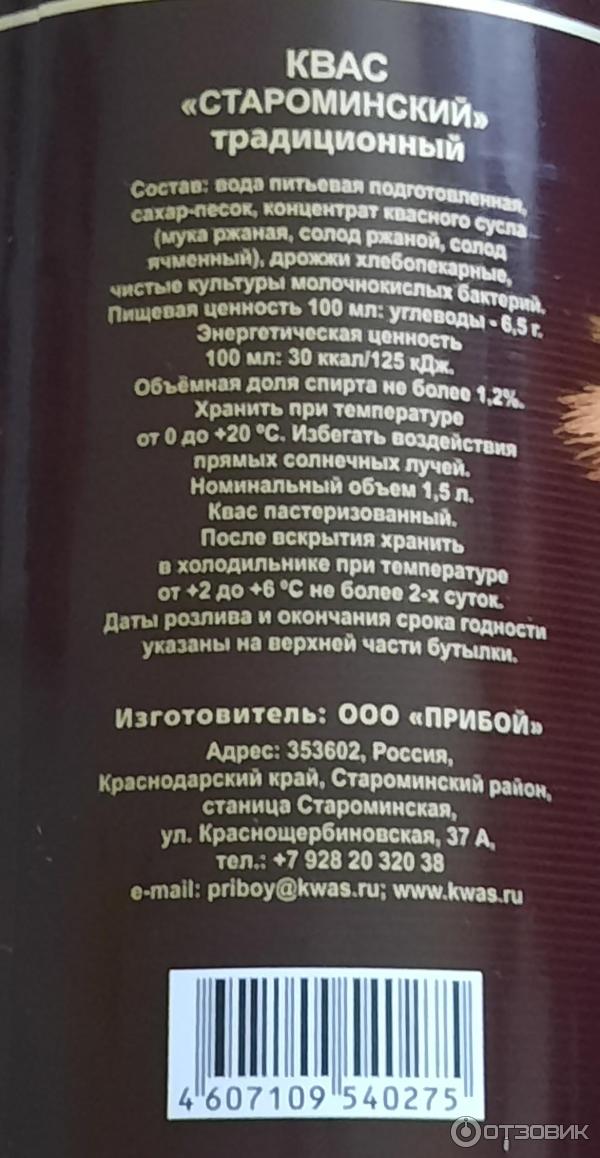 КВАС
«СТАРОМИНСКИЙ»
традиционный
Состав: вода питьевая подготовленная,
сахар-песок, концентрат квасного сусла
(мука ржаная, солод ржаной, солод
ячменный), дрожжи хлебопекарные,
чистые культуры молочнокислых бактерий.
Пищевая ценность 100 мл: углеводы - 6,5 г.
Энергетическая ценность
100 мл: 30 ккал/125 кДж.
Объёмная доля спирта не более 1,2%.
Хранить при температуре
от 0 до +20 °С. Избегать воздействия
прямых солнечных лучей.
Номинальный объем 1,5 л.
Квас пастеризованный.
После вскрытия хранить
в холодильнике при температуре
от +2 до +6 °С не более 2-х суток.
Даты розлива и окончания срока годности
указаны на верхней части бутылки.
Изготовитель: ООО «ПРИБОЙ»
Адрес: 353602, Россия,
Краснодарский край, Староминский район,
станица Староминская,
ул. Краснощербиновская, 37 А,
тел.: +7 928 20 320 38
e-mail: priboy@kwas.ru; www.kwas.ru
4 607109 540275
ОТЗОВИК